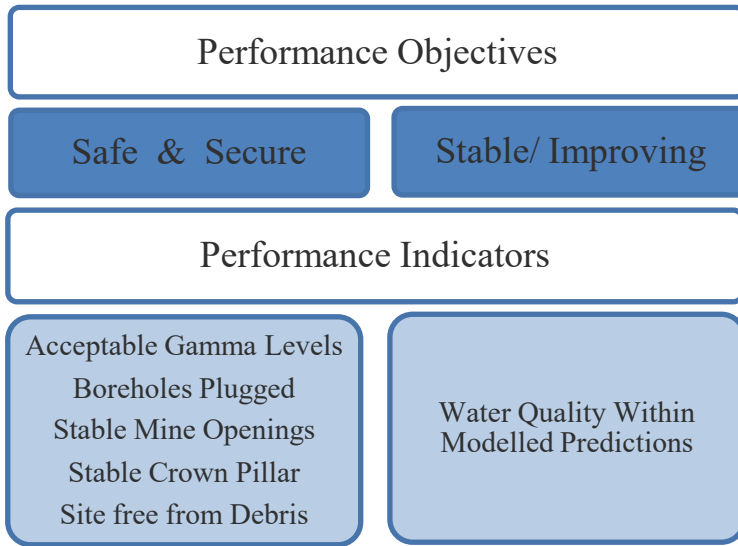 Performance Objectives
Safe & Secure
Stable/ Improving
Performance Indicators
Acceptable Gamma Levels
Boreholes Plugged
Stable Mine Openings
Stable Crown Pillar
Site free from Debris
Water Quality Within
Modelled Predictions